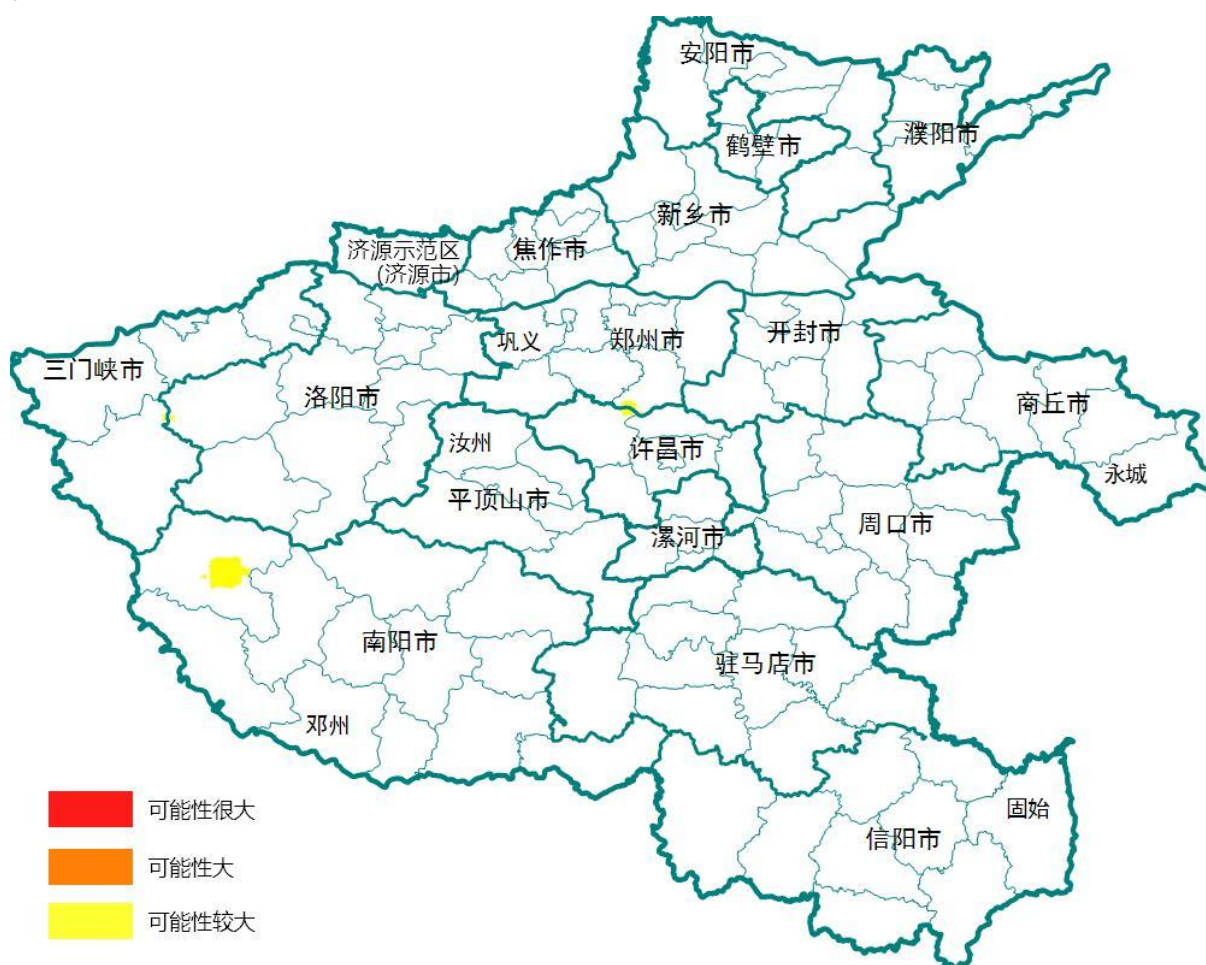 安阳市
鹤壁市
濮阳市
新乡市
济源示范区
(济源市)
焦作市
三门峡市
洛阳市
巩义
郑州市
开封市
商丘市
永城
汝州
许昌市
平顶山市
漯河市
周口市
南阳市
驻马店市
邓州
信阳市
固始
可能性很大
可能性大
可能性较大